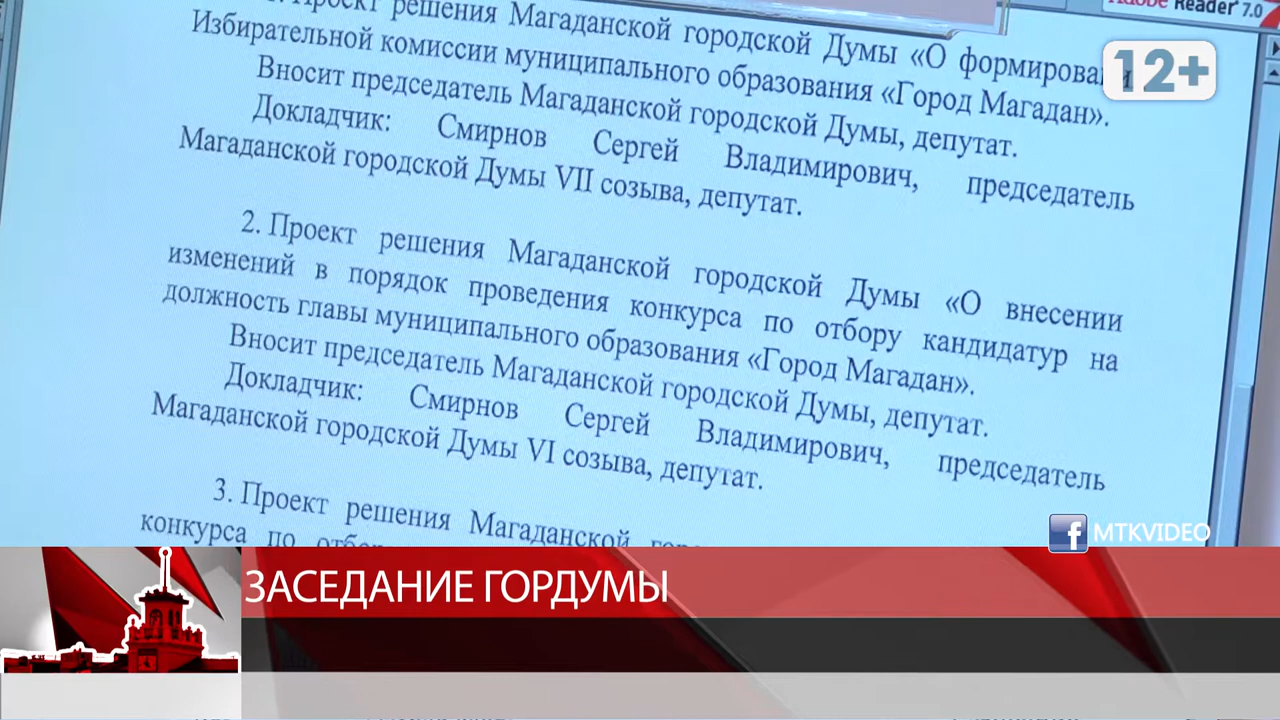 Adobe Reader 7.0
12+
Проект решения Магаданской городской Думы «О формировании
Избирательной комиссии муниципального образования «Город Магадан».
Вносит председатель Магаданской городской Думы, депутат.
Докладчик: Смирнов Сергей Владимирович, председатель
Магаданской городской Думы VII созыва, депутат.
2. Проект решения Магаданской городской Думы «О внесении
изменений в порядок проведения конкурса по отбору кандидатур на
должность главы муниципального образования «Город Магадан».
Вносит председатель Магаданской городской Думы, депутат.
Докладчик: Смирнов Сергей Владимирович, председатель
Магаданской городской Думы VI созыва, депутат.
3. Проект решения Магаданской
конкурса по
MTKVIDEO
ЗАСЕДАНИЕ ГОРДУМЫ